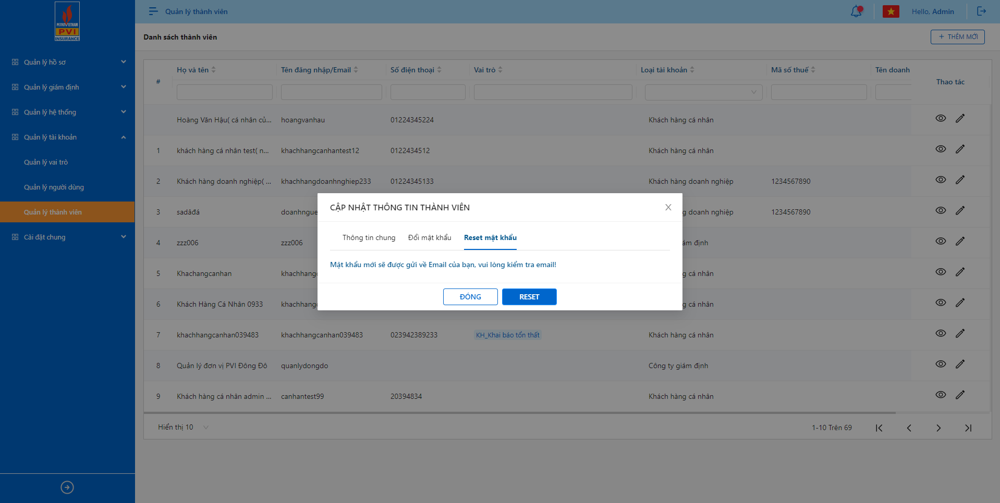 PETROVIETNAM
PVI
INSURANCE
Quản lý thành viên
Hello, Admin
Danh sách thành viên
+ THÊM MỚI
Quản lý hồ sơ
Quản lý giám định
Quản lý hệ thống
Quản lý tài khoản
Quản lý vai trò
Quản lý người dùng
Quản lý thành viên
Cài đặt chung
# Họ và tên Tên đăng nhập/Email Số điện thoại Vai trò Loại tài khoản Mã số thuế Tên doanh Thao tác
Hoàng Văn Hậu( cá nhân củ... hoangvanhau 01224345224 Khách hàng cá nhân
1 khách hàng cá nhân test( n... khachhangcanhantest12 0122434512 Khách hàng cá nhân
2 Khách hàng doanh nghiệp( ... khachhangdoanhnghiep233 01224345133 Khách hàng doanh nghiệp 1234567890
3 sadâđá doanhngue g doanh nghiệp 1234567890
4 zzz006 zzz006 ám định
5 Khachangcanhan khachhang g cá nhân
6 Khách Hàng Cá Nhân 0933 khachhang g cá nhân
7 khachhangcanhan039483 khachhangcanhan039483 023942389233 KH_Khai báo tổn thất Khách hàng cá nhân
8 Quản lý đơn vị PVI Đông Đô quanlydongdo Công ty giám định
9 Khách hàng cá nhân admin ... canhantest99 20394834 Khách hàng cá nhân
Hiển thị 10
1-10 Trên 69
CẬP NHẬT THÔNG TIN THÀNH VIÊN
Thông tin chung Đổi mật khẩu Reset mật khẩu
Mật khẩu mới sẽ được gửi về Email của bạn, vui lòng kiểm tra email!
ĐÓNG RESET